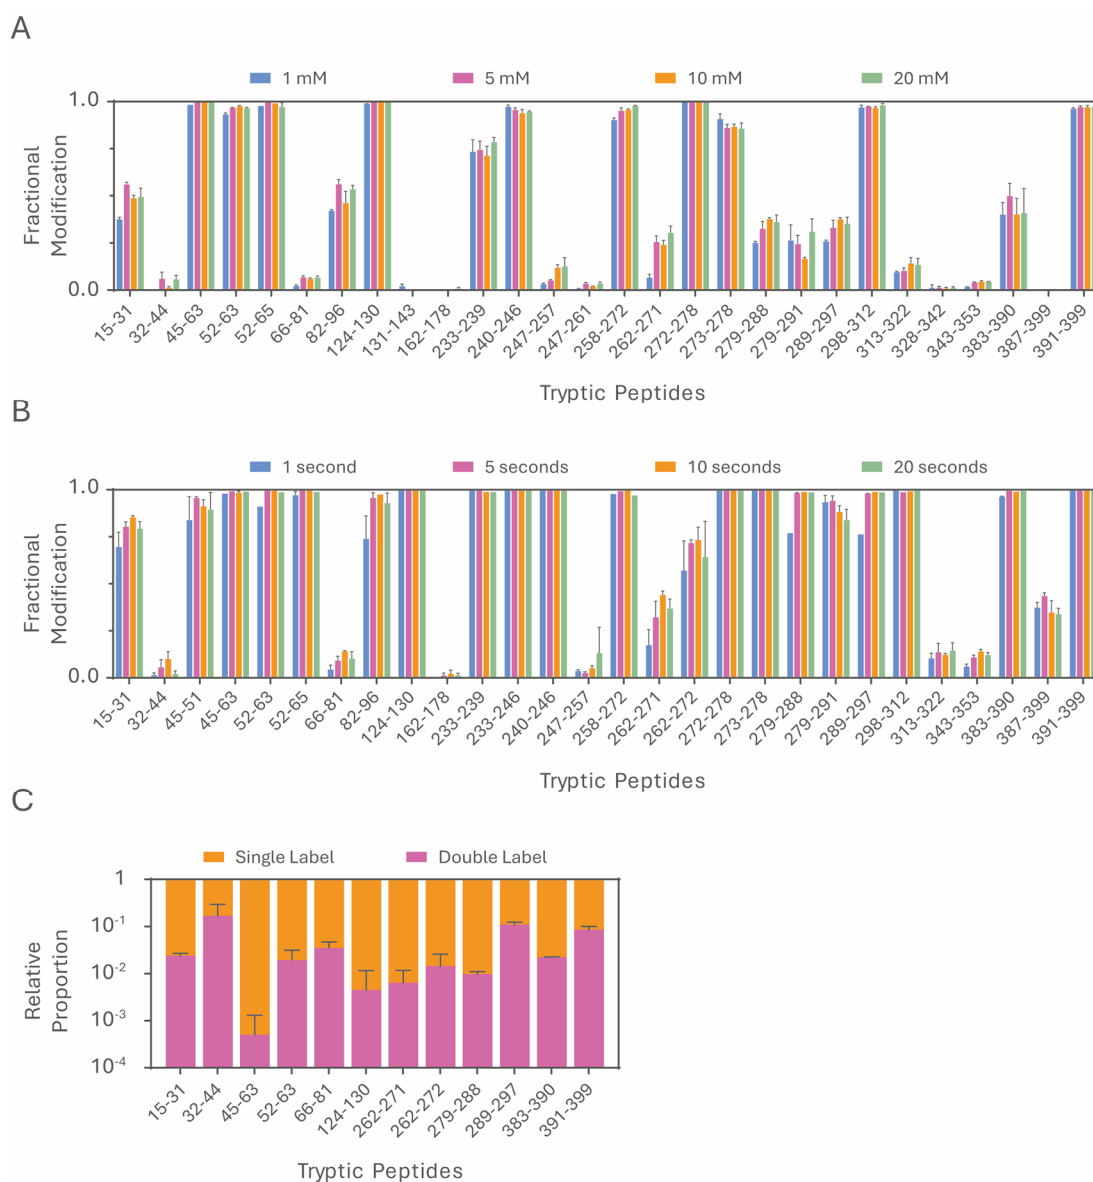 A
1 mM 5 mM 10 mM 20 mM
1.0
0.0
Fractional
Modification
15-31 32-44 45-63 52-63 52-65 66-81 82-96 124-130 131-143 162-178 233-239 240-246 247-257 247-261 258-272 262-271 272-278 273-278 279-288 279-291 289-297 298-312 313-322 328-342 343-353 383-390 387-399 391-399
Tryptic Peptides
B
1 second 5 seconds 10 seconds 20 seconds
1.0
0.0
Fractional
Modification
15-31 32-44 45-51 45-63 52-63 52-65 66-81 82-96 124-130 162-178 233-239 233-246 240-246 247-257 258-272 262-271 262-272 272-278 273-278 279-288 279-291 289-297 298-312 313-322 343-353 383-390 387-399 391-399
Tryptic Peptides
C
Single Label Double Label
1
10-1
10-2
10-3
10-4
Relative
Proportion
15-31 32-44 45-63 52-63 66-81 124-130 262-271 262-272 279-288 289-297 383-390 391-399
Tryptic Peptides